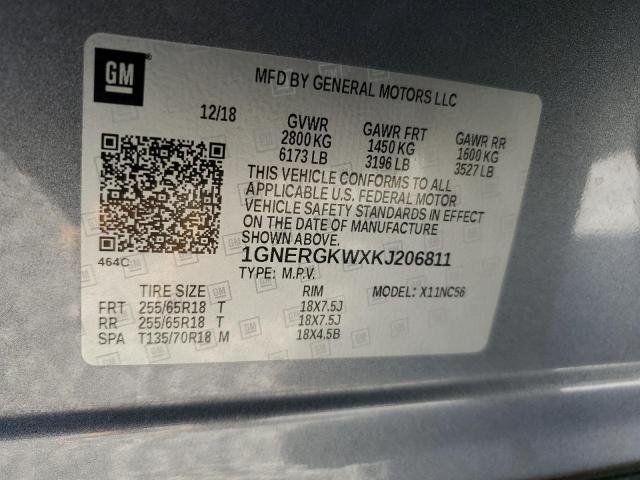 GM
MFD BY GENERAL MOTORS LLC
12/18
GVWR GAWR FRT GAWR RR
2800 KG 1450 KG 1600 KG
6173 LB 3196 LB 3527 LB
THIS VEHICLE CONFORMS TO ALL
APPLICABLE U.S. FEDERAL MOTOR
VEHICLE SAFETY STANDARDS IN EFFECT
ON THE DATE OF MANUFACTURE
SHOWN ABOVE.
464C
1GNERGKWXKJ206811
TYPE: M.P.V.
TIRE SIZE RIM MODEL: X11NC56
FRT 255/65R18 T 18X7.5J
RR 255/65R18 T 18X7.5J
SPA T135/70R18 M 18X4.5B